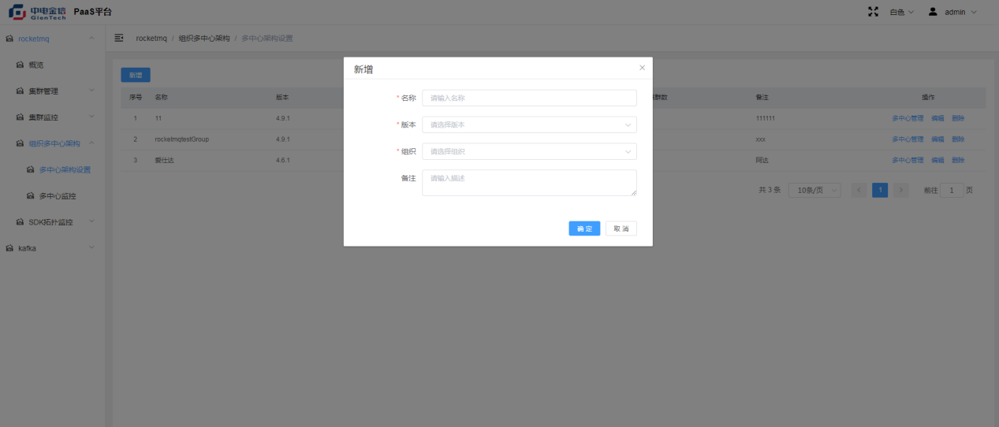 中电金信 GienTech PaaS平台 白色 admin
rocketmq
rocketmq / 组织多中心架构 / 多中心架构设置
概览
集群管理
集群监控
组织多中心架构
多中心架构设置
多中心监控
SDK拓扑监控
kafka
新增
序号 名称 版本 集群数 备注 操作
1 11 4.9.1 111111 多中心管理 编辑 删除
2 rocketmqtestGroup 4.9.1 xxx 多中心管理 编辑 删除
3 爱仕达 4.6.1 阿达 多中心管理 编辑 删除
共 3 条 10条/页 1 前往 1 页
新增
* 名称 请输入名称
* 版本 请选择版本
* 组织 请选择组织
备注 请输入描述
确 定 取 消